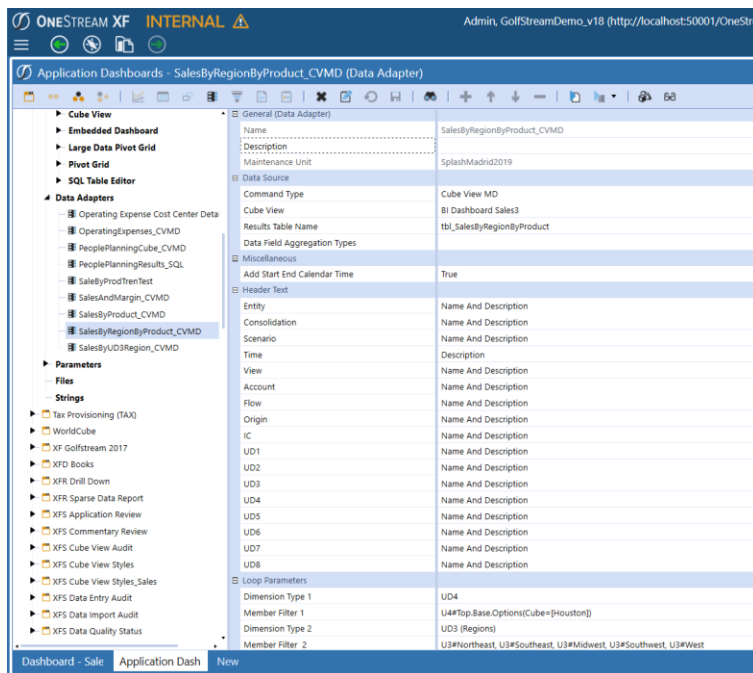 ONESTREAM XF INTERNAL Admin, GolfStreamDemo_v18 (http://localhost:50001/OneStr
Application Dashboards - SalesByRegionByProduct_CVMD (Data Adapter)
Cube View
Embedded Dashboard
Large Data Pivot Grid
Pivot Grid
SQL Table Editor
Data Adapters
Operating Expense Cost Center Detai
OperatingExpenses_CVMD
PeoplePlanningCube_CVMD
PeoplePlanningResults_SQL
SaleByProdTrenTest
SalesAndMargin_CVMD
SalesByProduct_CVMD
SalesByRegionByProduct_CVMD
SalesByUD3Region_CVMD
Parameters
Files
Strings
Tax Provisioning (TAX)
WorldCube
XF Golfstream 2017
XFD Books
XFR Drill Down
XFR Sparse Data Report
XFS Application Review
XFS Commentary Review
XFS Cube View Audit
XFS Cube View Styles
XFS Cube View Styles_Sales
XFS Data Entry Audit
XFS Data Import Audit
XFS Data Quality Status
General (Data Adapter)
Name SalesByRegionByProduct_CVMD
Description
Maintenance Unit SplashMadrid2019
Data Source
Command Type Cube View MD
Cube View BI Dashboard Sales3
Results Table Name tbl_SalesByRegionByProduct
Data Field Aggregation Types
Miscellaneous
Add Start End Calendar Time True
Header Text
Entity Name And Description
Consolidation Name And Description
Scenario Name And Description
Time Description
View Name And Description
Account Name And Description
Flow Name And Description
Origin Name And Description
IC Name And Description
UD1 Name And Description
UD2 Name And Description
UD3 Name And Description
UD4 Name And Description
UD5 Name And Description
UD6 Name And Description
UD7 Name And Description
UD8 Name And Description
Loop Parameters
Dimension Type 1 UD4
Member Filter 1 U4#Top.Base.Options(Cube=[Houston])
Dimension Type 2 UD3 (Regions)
Member Filter 2 U3#Northeast, U3#Southeast, U3#Midwest, U3#Southwest, U3#West
Dashboard - Sale Application Dash New